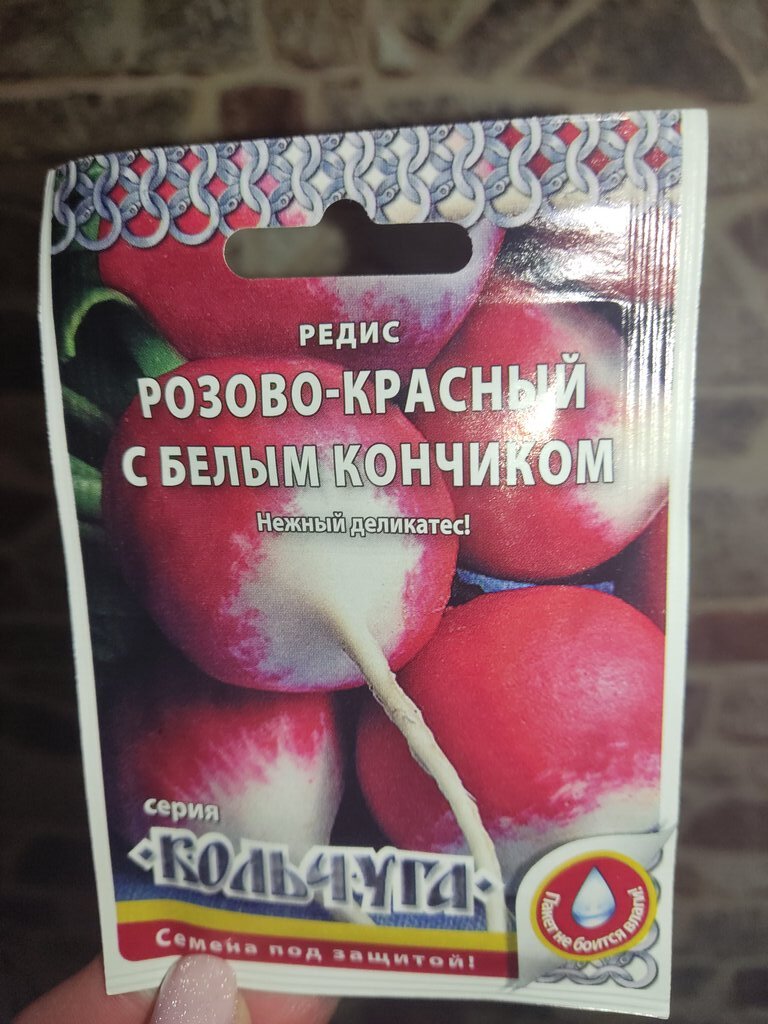 РЕДИС
РОЗОВО-КРАСНЫЙ
С БЕЛЫМ КОНЧИКОМ
Нежный деликатес!
серия
КОЛЬЧУГА
Семена под защитой!
Пакет не боится влаги!